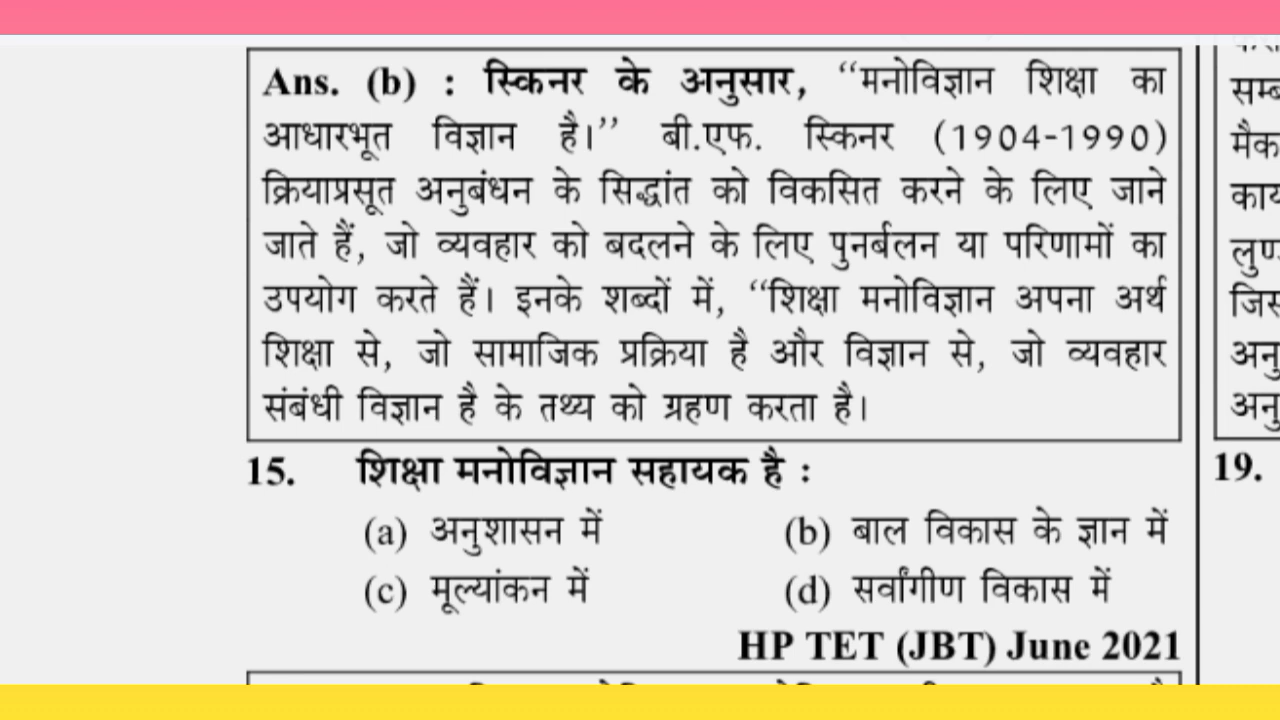 Ans. (b) : स्किनर के अनुसार, ‘‘मनोविज्ञान शिक्षा का
आधारभूत विज्ञान है।’’ बी.एफ. स्किनर (1904-1990)
क्रियाप्रसूत अनुबंधन के सिद्धांत को विकसित करने के लिए जाने
जाते हैं, जो व्यवहार को बदलने के लिए पुनर्बलन या परिणामों का
उपयोग करते हैं। इनके शब्दों में, ‘‘शिक्षा मनोविज्ञान अपना अर्थ
शिक्षा से, जो सामाजिक प्रक्रिया है और विज्ञान से, जो व्यवहार
संबंधी विज्ञान है के तथ्य को ग्रहण करता है।
15. शिक्षा मनोविज्ञान सहायक है :
(a) अनुशासन में (b) बाल विकास के ज्ञान में
(c) मूल्यांकन में (d) सर्वांगीण विकास में
HP TET (JBT) June 2021
19.